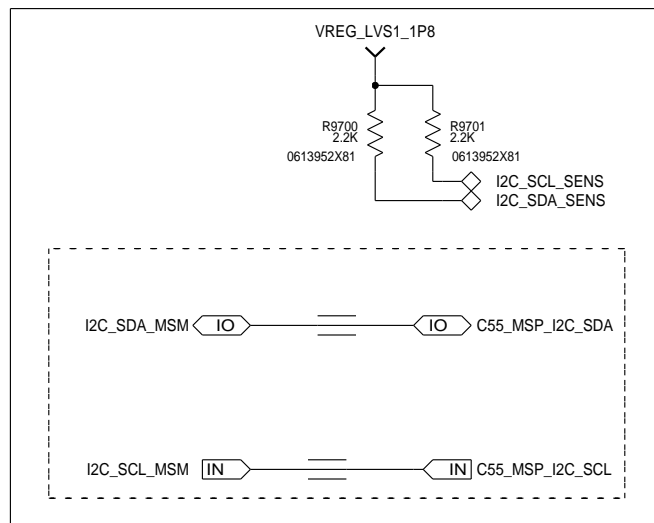 VREG_LVS1_1P8
R9700
2.2K
0613952X81
R9701
2.2K
0613952X81
I2C_SCL_SENS
I2C_SDA_SENS
I2C_SDA_MSM IO IO C55_MSP_I2C_SDA
I2C_SCL_MSM IN IN C55_MSP_I2C_SCL